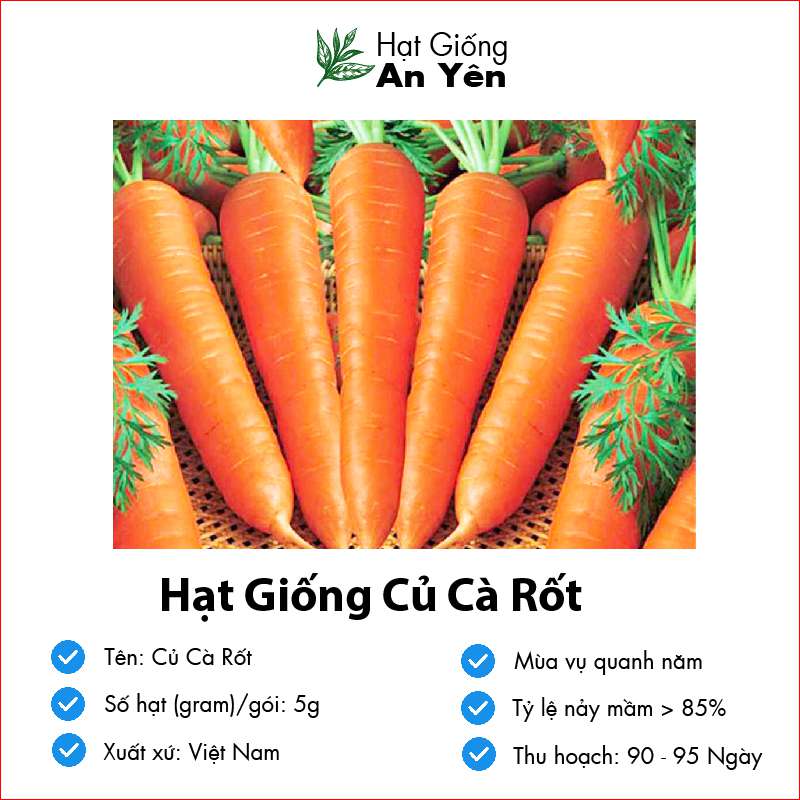 Hạt Giống
An Yên
Hạt Giống Củ Cà Rốt
Tên: Củ Cà Rốt
Số hạt (gram)/gói: 5g
Xuất xứ: Việt Nam
Mùa vụ quanh năm
Tỷ lệ nảy mầm > 85%
Thu hoạch: 90 - 95 Ngày